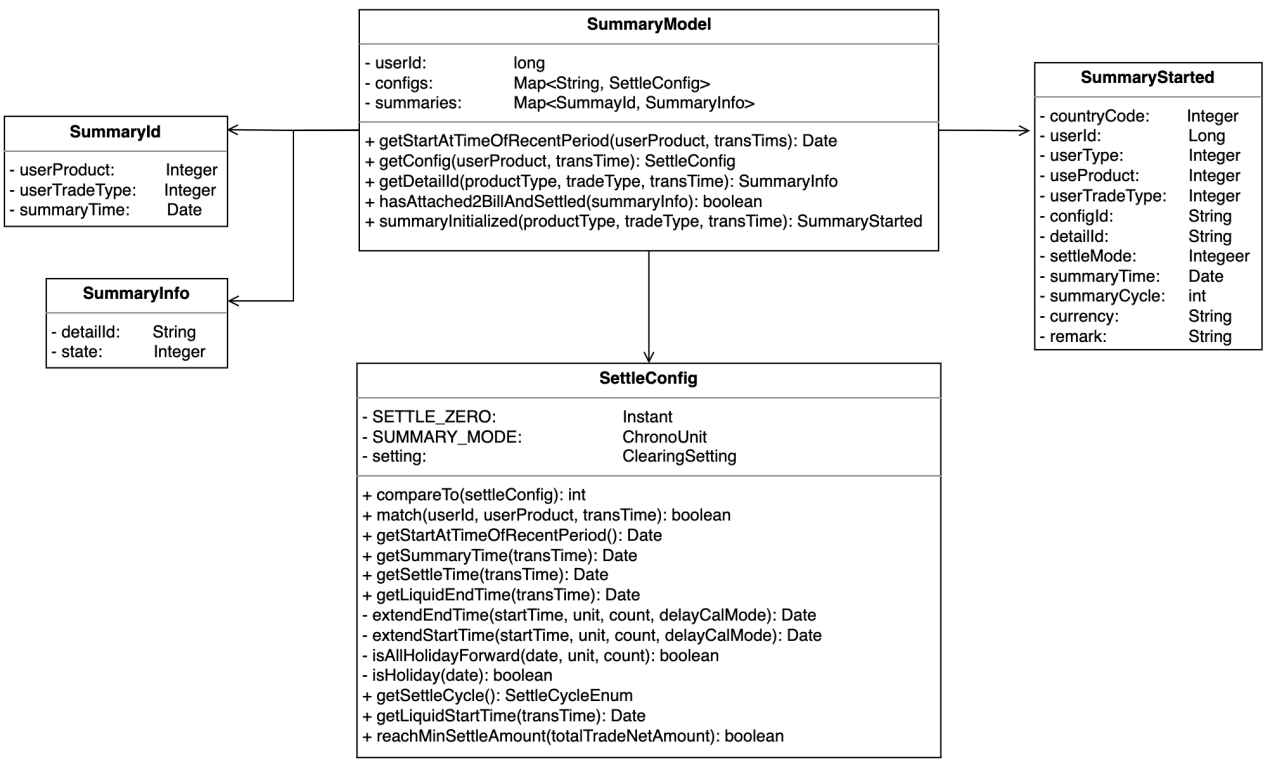 SummaryModel
- userId: long
- configs: Map<String, SettleConfig>
- summaries: Map<SummayId, SummaryInfo>
+ getStartAtTimeOfRecentPeriod(userProduct, transTims): Date
+ getConfig(userProduct, transTime): SettleConfig
+ getDetailId(productType, tradeType, transTime): SummaryInfo
+ hasAttached2BillAndSettled(summaryInfo): boolean
+ summaryInitialized(productType, tradeType, transTime): SummaryStarted
SummaryId
- userProduct: Integer
- userTradeType: Integer
- summaryTime: Date
SummaryInfo
- detailId: String
- state: Integer
SummaryStarted
- countryCode: Integer
- userId: Long
- userType: Integer
- useProduct: Integer
- userTradeType: Integer
- configId: String
- detailId: String
- settleMode: Integeer
- summaryTime: Date
- summaryCycle: int
- currency: String
- remark: String
SettleConfig
- SETTLE_ZERO: Instant
- SUMMARY_MODE: ChronoUnit
- setting: ClearingSetting
+ compareTo(settleConfig): int
+ match(userId, userProduct, transTime): boolean
+ getStartAtTimeOfRecentPeriod(): Date
+ getSummaryTime(transTime): Date
+ getSettleTime(transTime): Date
+ getLiquidEndTime(transTime): Date
- extendEndTime(startTime, unit, count, delayCalMode): Date
- extendStartTime(startTime, unit, count, delayCalMode): Date
- isAllHolidayForward(date, unit, count): boolean
- isHoliday(date): boolean
+ getSettleCycle(): SettleCycleEnum
+ getLiquidStartTime(transTime): Date
+ reachMinSettleAmount(totalTradeNetAmount): boolean